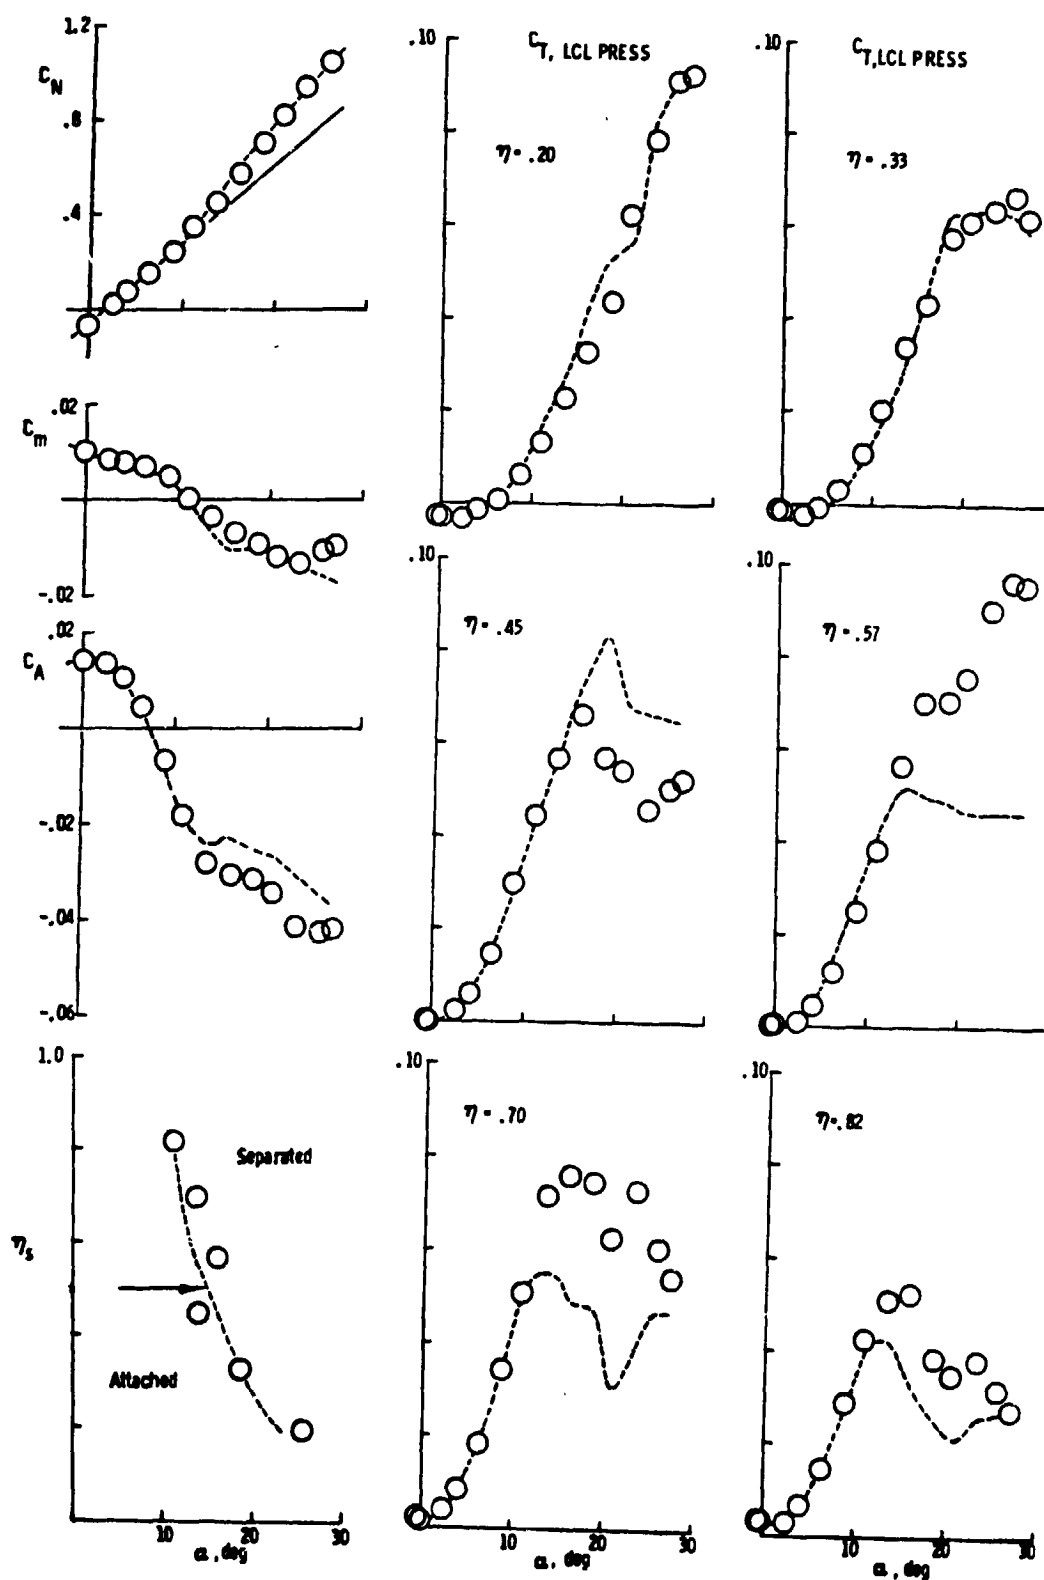 1.2
C_N
.8
.4
.02
C_m
-.02
.02
C_A
-.02
-.04
-.06
1.0
Separated
η_s
Attached
10
20
30
α, deg
.10
C_T, LCL PRESS
η = .20
.10
C_T, LCL PRESS
η = .33
.10
η = .45
.10
η = .57
.10
η = .70
10
20
30
α, deg
.10
η = .82
10
20
30
α, deg